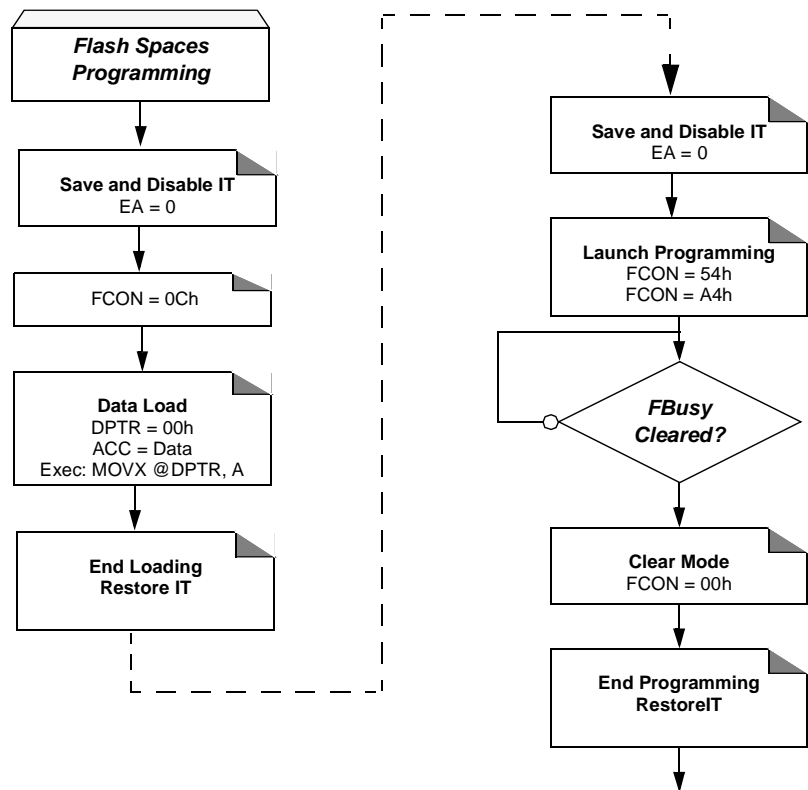 Flash Spaces
Programming
Save and Disable IT
EA = 0
FCON = 0Ch
Data Load
DPTR = 00h
ACC = Data
Exec: MOVX @DPTR, A
End Loading
Restore IT
Save and Disable IT
EA = 0
Launch Programming
FCON = 54h
FCON = A4h
FBusy
Cleared?
Clear Mode
FCON = 00h
End Programming
RestoreIT